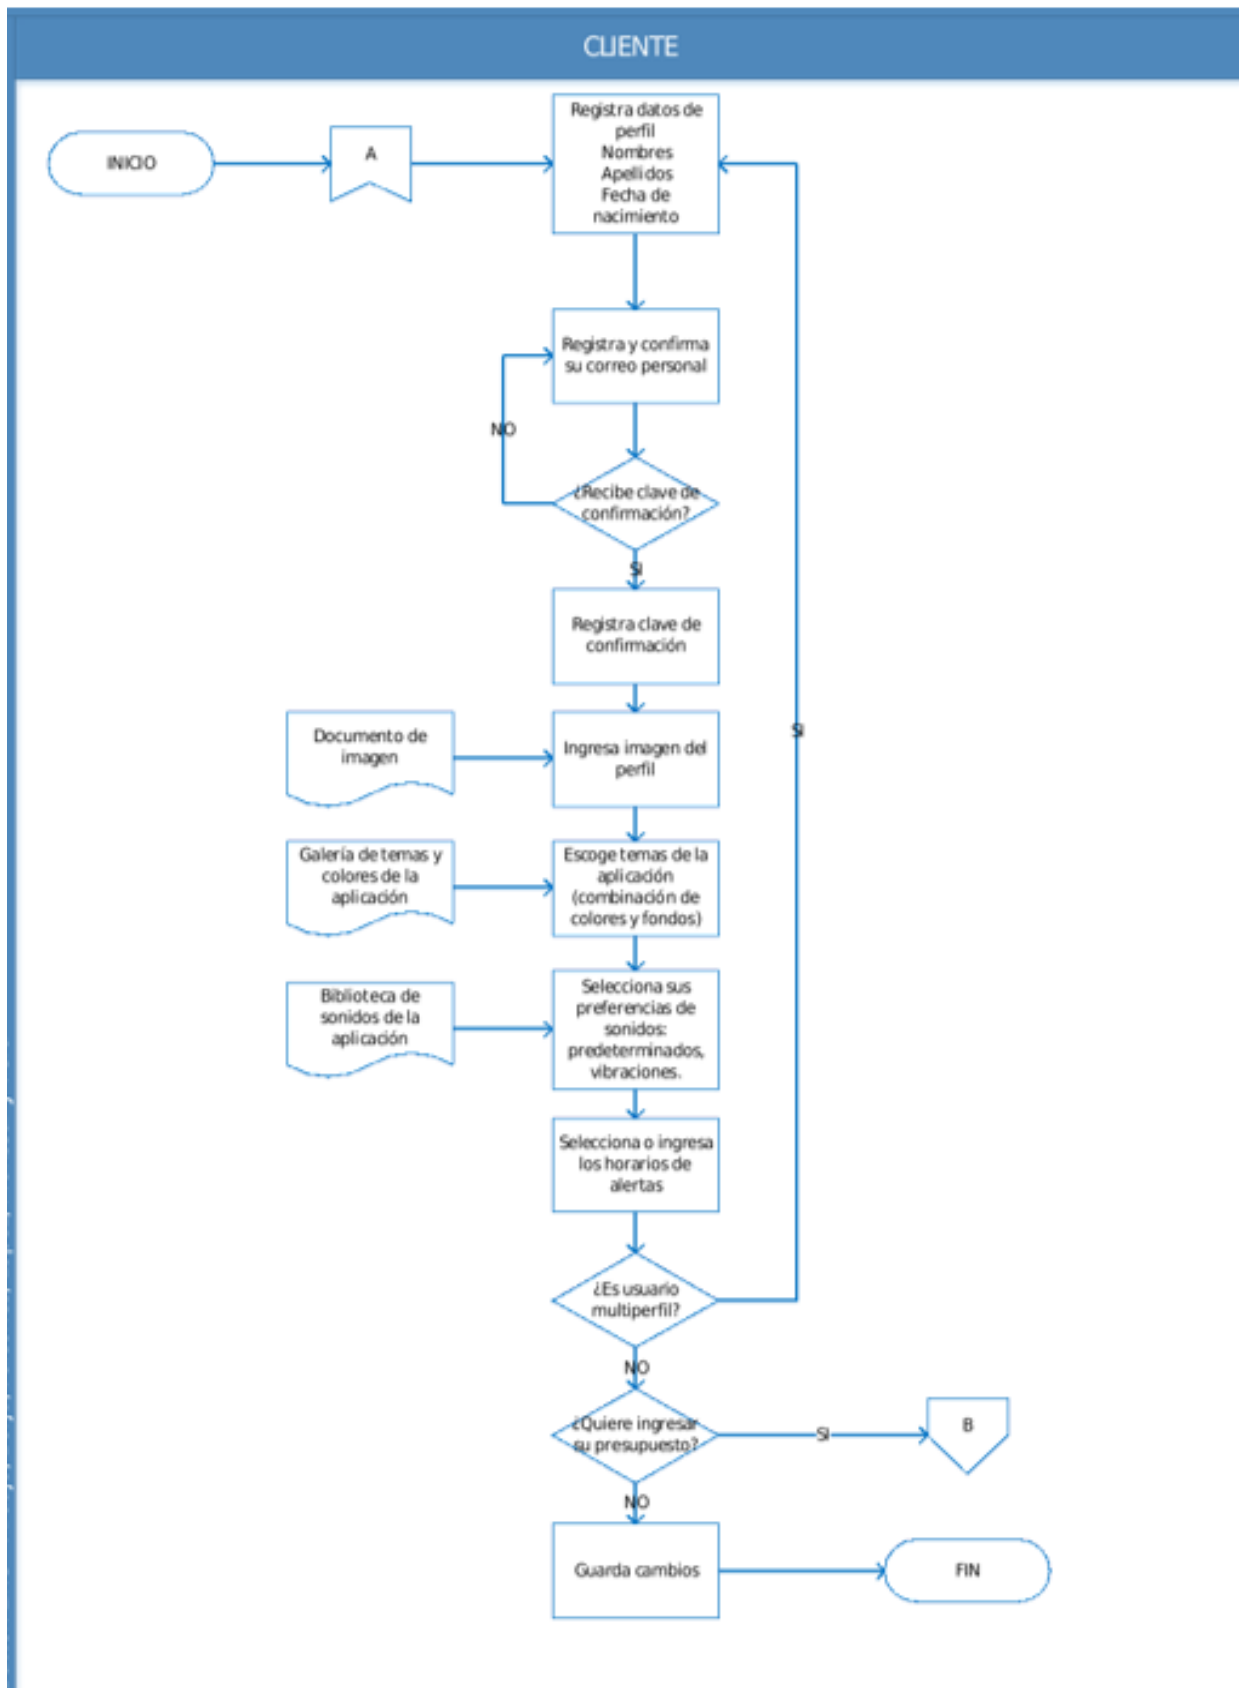 CLIENTE
INICIO
A
Registra datos de
perfil
Nombres
Apellidos
Fecha de
nacimiento
Registra y confirma
su correo personal
NO
¿Recibe clave de
confirmación?
SI
Registra clave de
confirmación
Documento de
imagen
Ingresa imagen del
perfil
SI
Galería de temas y
colores de la
aplicación
Escoge temas de la
aplicación
(combinación de
colores y fondos)
Biblioteca de
sonidos de la
aplicación
Selecciona sus
preferencias de
sonidos:
predeterminados,
vibraciones.
Selecciona o ingresa
los horarios de
alertas
¿Es usuario
multiperfil?
NO
¿Quiere ingresar
su presupuesto?
SI
B
NO
Guarda cambios
FIN